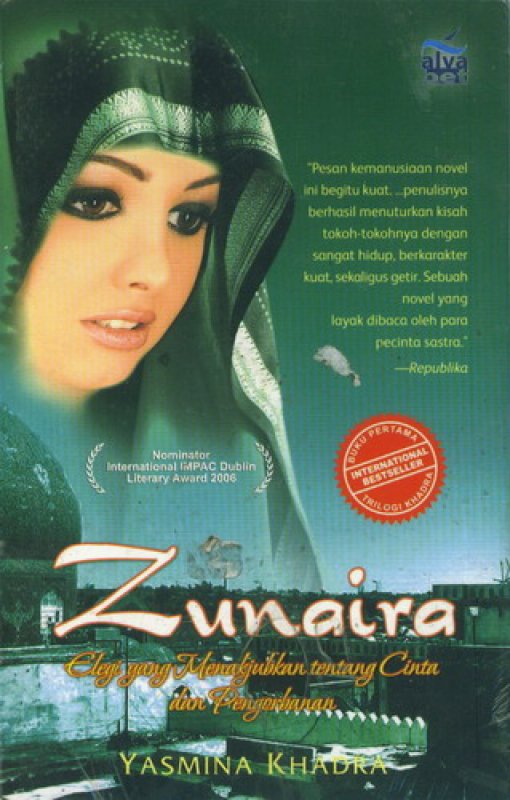 alvabet
"Pesan kemanusiaan novel
ini begitu kuat. ...penulisnya
berhasil menuturkan kisah
tokoh-tokohnya dengan
sangat hidup, berkarakter
kuat, sekaligus getir. Sebuah
novel yang
layak dibaca oleh para
pecinta sastra."
—Republika
Nominator
International IMPAC Dublin
Literary Award 2006
BUKU PERTAMA
INTERNATIONAL
BESTSELLER
TRILOGI KHADRA
Zunaira
Elegi yang Menakjubkan tentang Cinta
dan Pengorbanan
YASMINA KHADRA